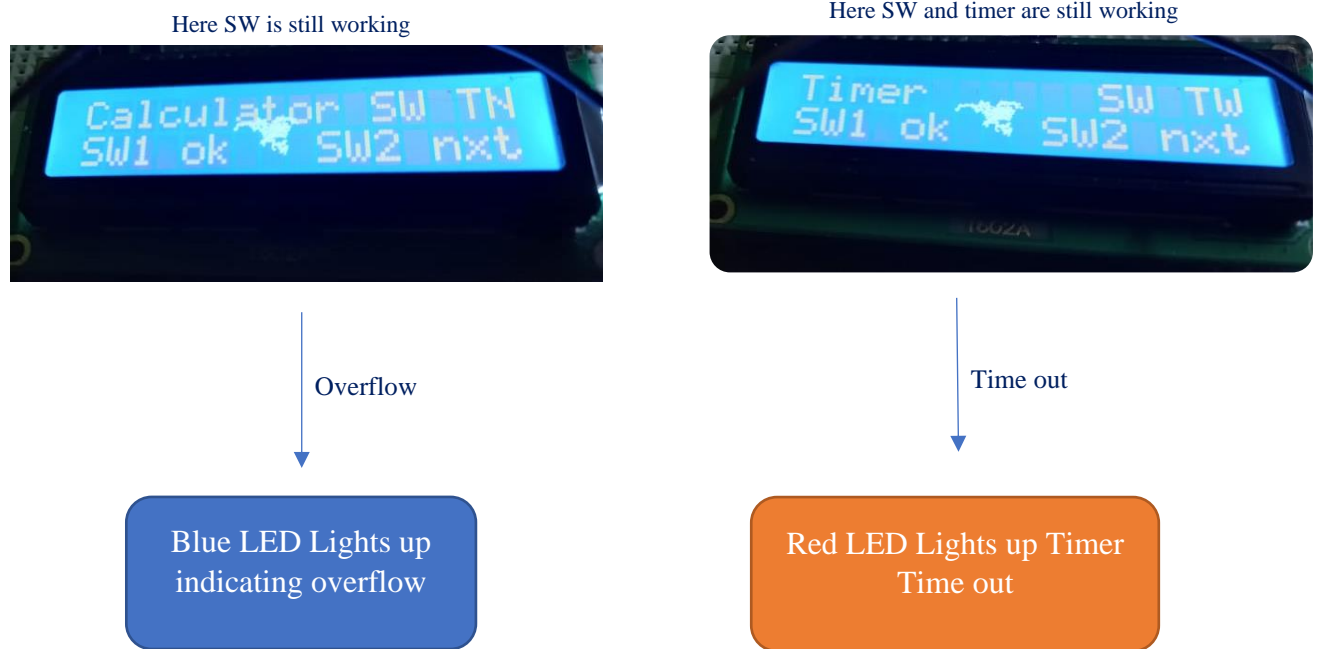 Here SW is still working
Calculator SW TN
SW1 ok SW2 nxt
Overflow
Blue LED Lights up
indicating overflow
Here SW and timer are still working
Timer SW TW
SW1 ok SW2 nxt
1602A
Time out
Red LED Lights up Timer
Time out